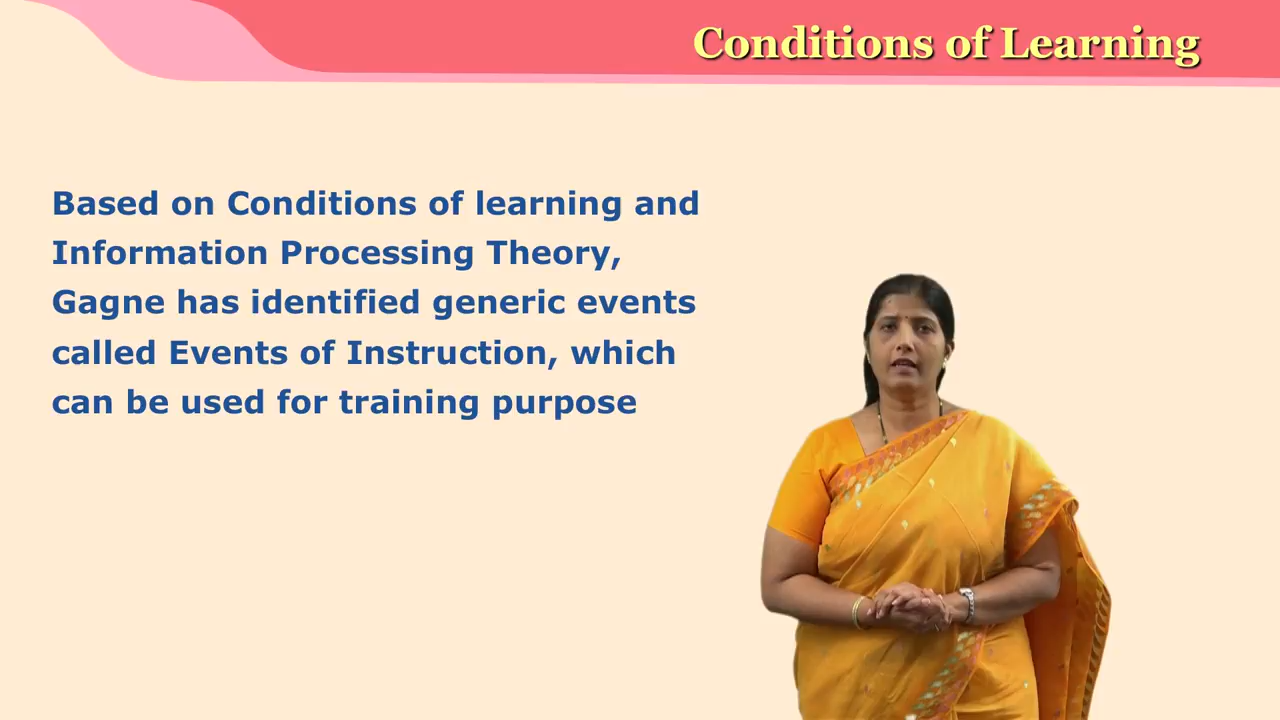 Conditions of Learning
Based on Conditions of learning and
Information Processing Theory,
Gagne has identified generic events
called Events of Instruction, which
can be used for training purpose